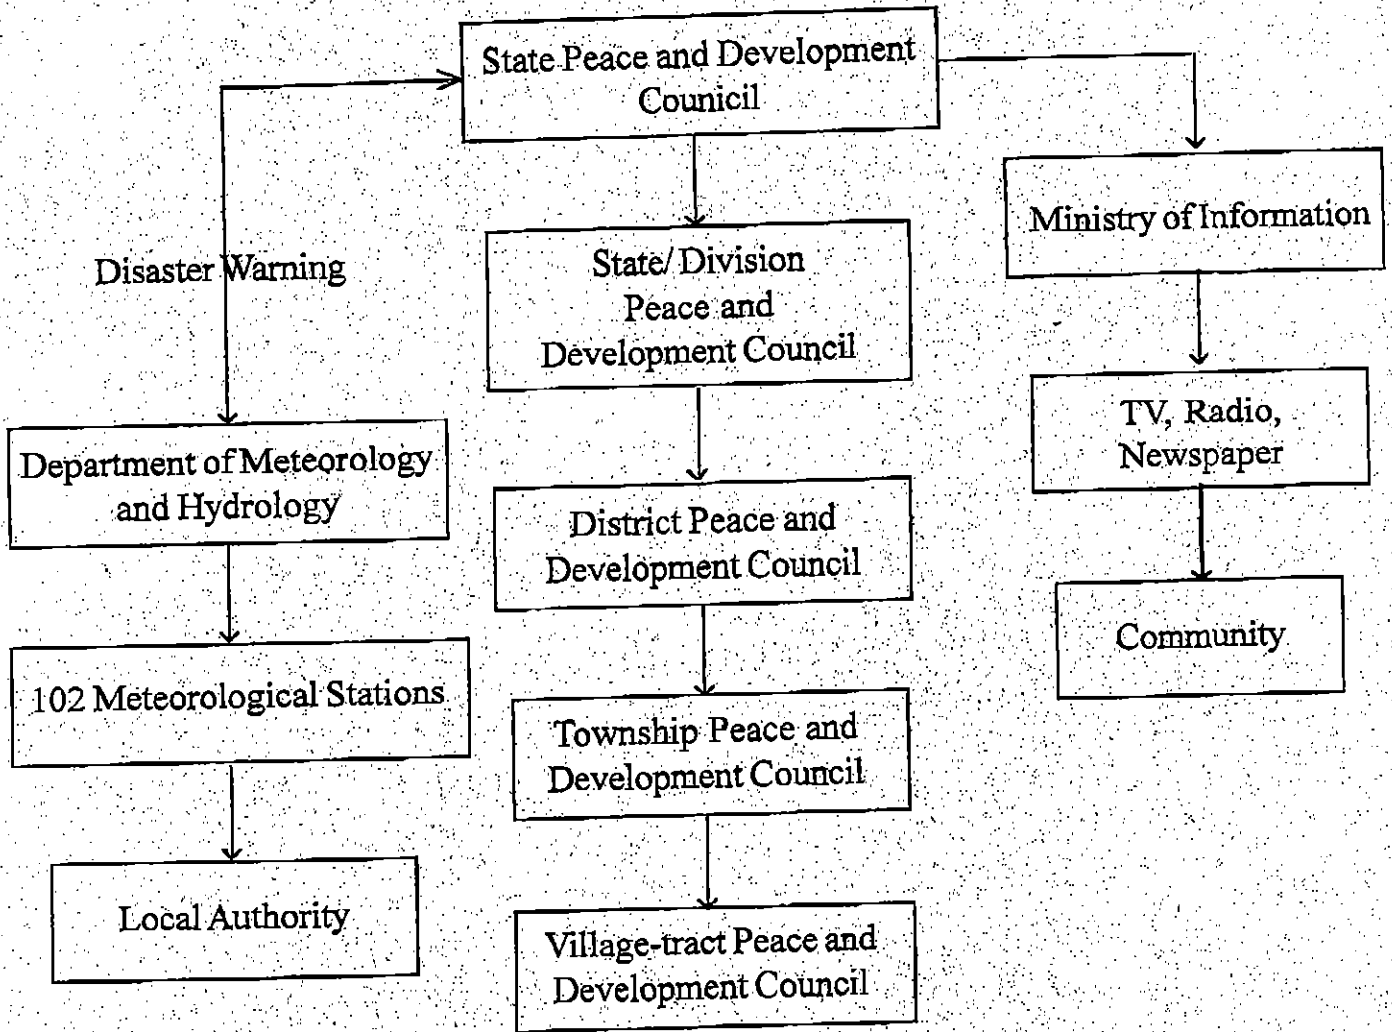 State Peace and Development
Counicil
Ministry of Information
Disaster Warning
State/ Division
Peace and
Development Council
TV, Radio,
Newspaper
Department of Meteorology
and Hydrology
District Peace and
Development Council
Community
102 Meteorological Stations
Township Peace and
Development Council
Local Authority
Village-tract Peace and
Development Council